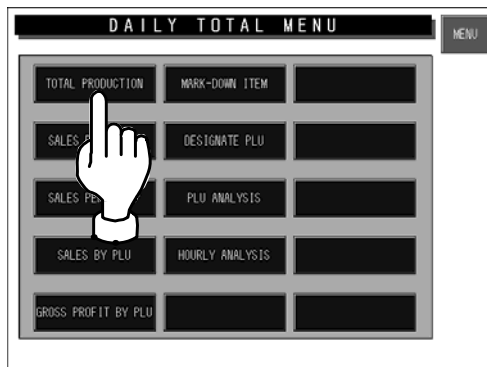 DAILY TOTAL MENU
MENU
TOTAL PRODUCTION
MARK-DOWN ITEM
SALES
DESIGNATE PLU
SALES
PLU ANALYSIS
SALES BY PLU
HOURLY ANALYSIS
GROSS PROFIT BY PLU